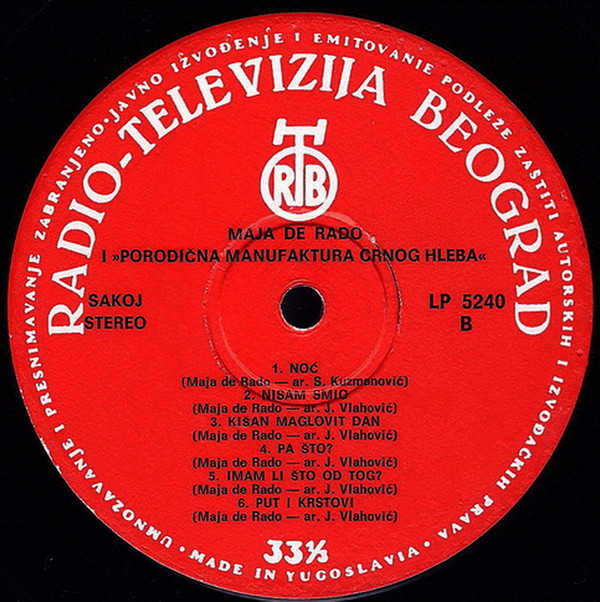 UMNOŽAVANJE I PRESNIMAVANJE ZABRANJENO • JAVNO IZVOĐENJE I EMITOVANJE PODLEŽE ZAŠTITI AUTORSKIH I IZVOĐAČKIH PRAVA •
RADIO-TELEVIZIJA BEOGRAD
RTB
MAJA DE RADO
I »PORODIČNA MANUFAKTURA CRNOG HLEBA«
SAKOJ
STEREO
LP 5240
B
1. NOĆ
(Maja de Rado — ar. S. Kuzmanović)
2. NISAM SMIO
(Maja de Rado — ar. J. Vlahović)
3. KIŠAN MAGLOVIT DAN
(Maja de Rado — ar. J. Vlahović)
4. PA ŠTO?
(Maja de Rado — ar. J. Vlahović)
5. IMAM LI ŠTO OD TOG?
(Maja de Rado — ar. J. Vlahović)
6. PUT I KRSTOVI
(Maja de Rado — ar. J. Vlahović)
33⅓
MADE IN YUGOSLAVIA •